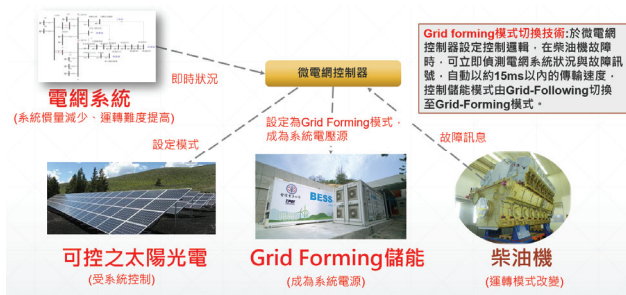 Grid forming模式切換技術:於微電網
控制器設定控制邏輯，在柴油機故障
時，可立即偵測電網系統狀況與故障訊
號，自動以約15ms以內的傳輸速度，
控制儲能模式由Grid-Following切換
至Grid-Forming模式。
微電網控制器
即時狀況
電網系統
(系統慣量減少、運轉難度提高)
設定模式
設定為Grid Forming模式，
成為系統電壓源
故障訊息
BESS
可控之太陽光電
(受系統控制)
Grid Forming儲能
(成為系統電源)
柴油機
(運轉模式改變)